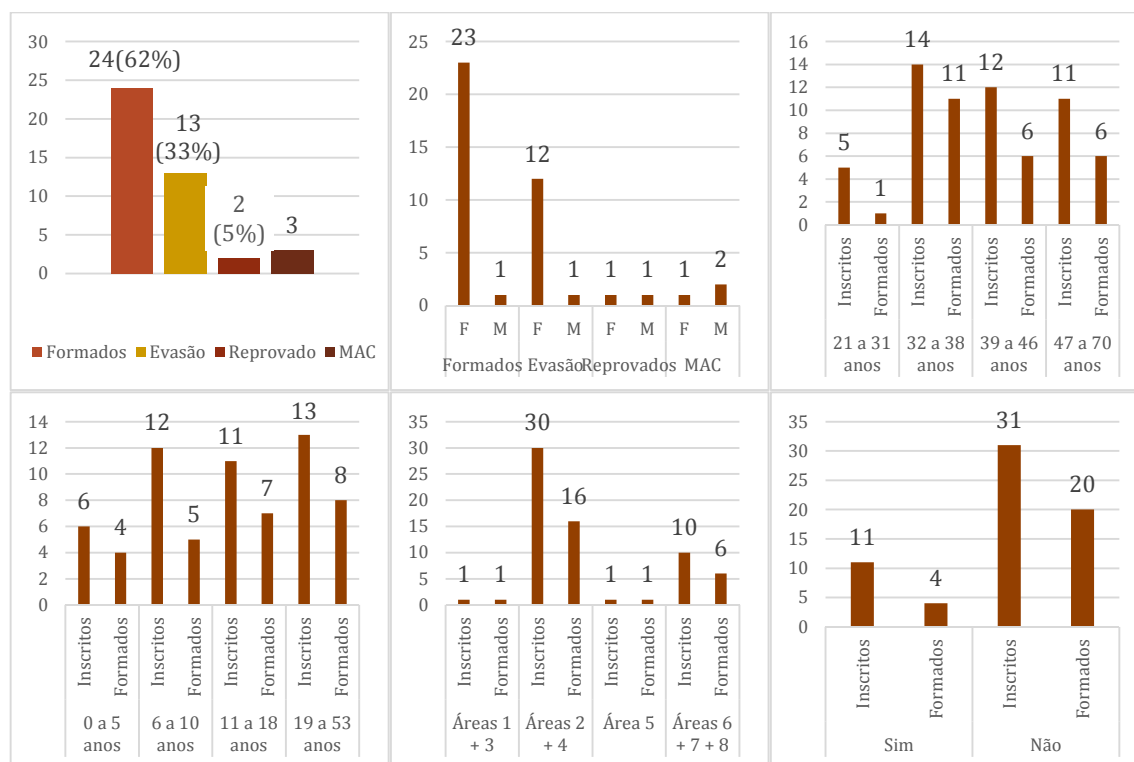 30
25
20
15
10
5
0
24(62%)
13
(33%)
2
(5%)
3
Formados Evasão Reprovado MAC
25
20
15
10
5
0
23
1
12
1
1
1
1
2
F M F M F M F M
Formados Evasão Reprovados MAC
16
14
12
10
8
6
4
2
0
5
1
14
11
12
6
11
6
Inscritos
Formados
Inscritos
Formados
Inscritos
Formados
Inscritos
Formados
21 a 31 32 a 38 39 a 46 47 a 70
anos anos anos anos
14
12
10
8
6
4
2
0
6
4
12
5
11
7
13
8
Inscritos
Formados
Inscritos
Formados
Inscritos
Formados
Inscritos
Formados
0 a 5 6 a 10 11 a 18 19 a 53
anos anos anos anos
35
30
25
20
15
10
5
0
1
1
30
16
1
1
10
6
Inscritos
Formados
Inscritos
Formados
Inscritos
Formados
Inscritos
Formados
Áreas 1 Áreas 2 Área 5 Áreas 6
+ 3 + 4 + 7 + 8
35
30
25
20
15
10
5
0
11
4
31
20
Inscritos
Formados
Inscritos
Formados
Sim Não